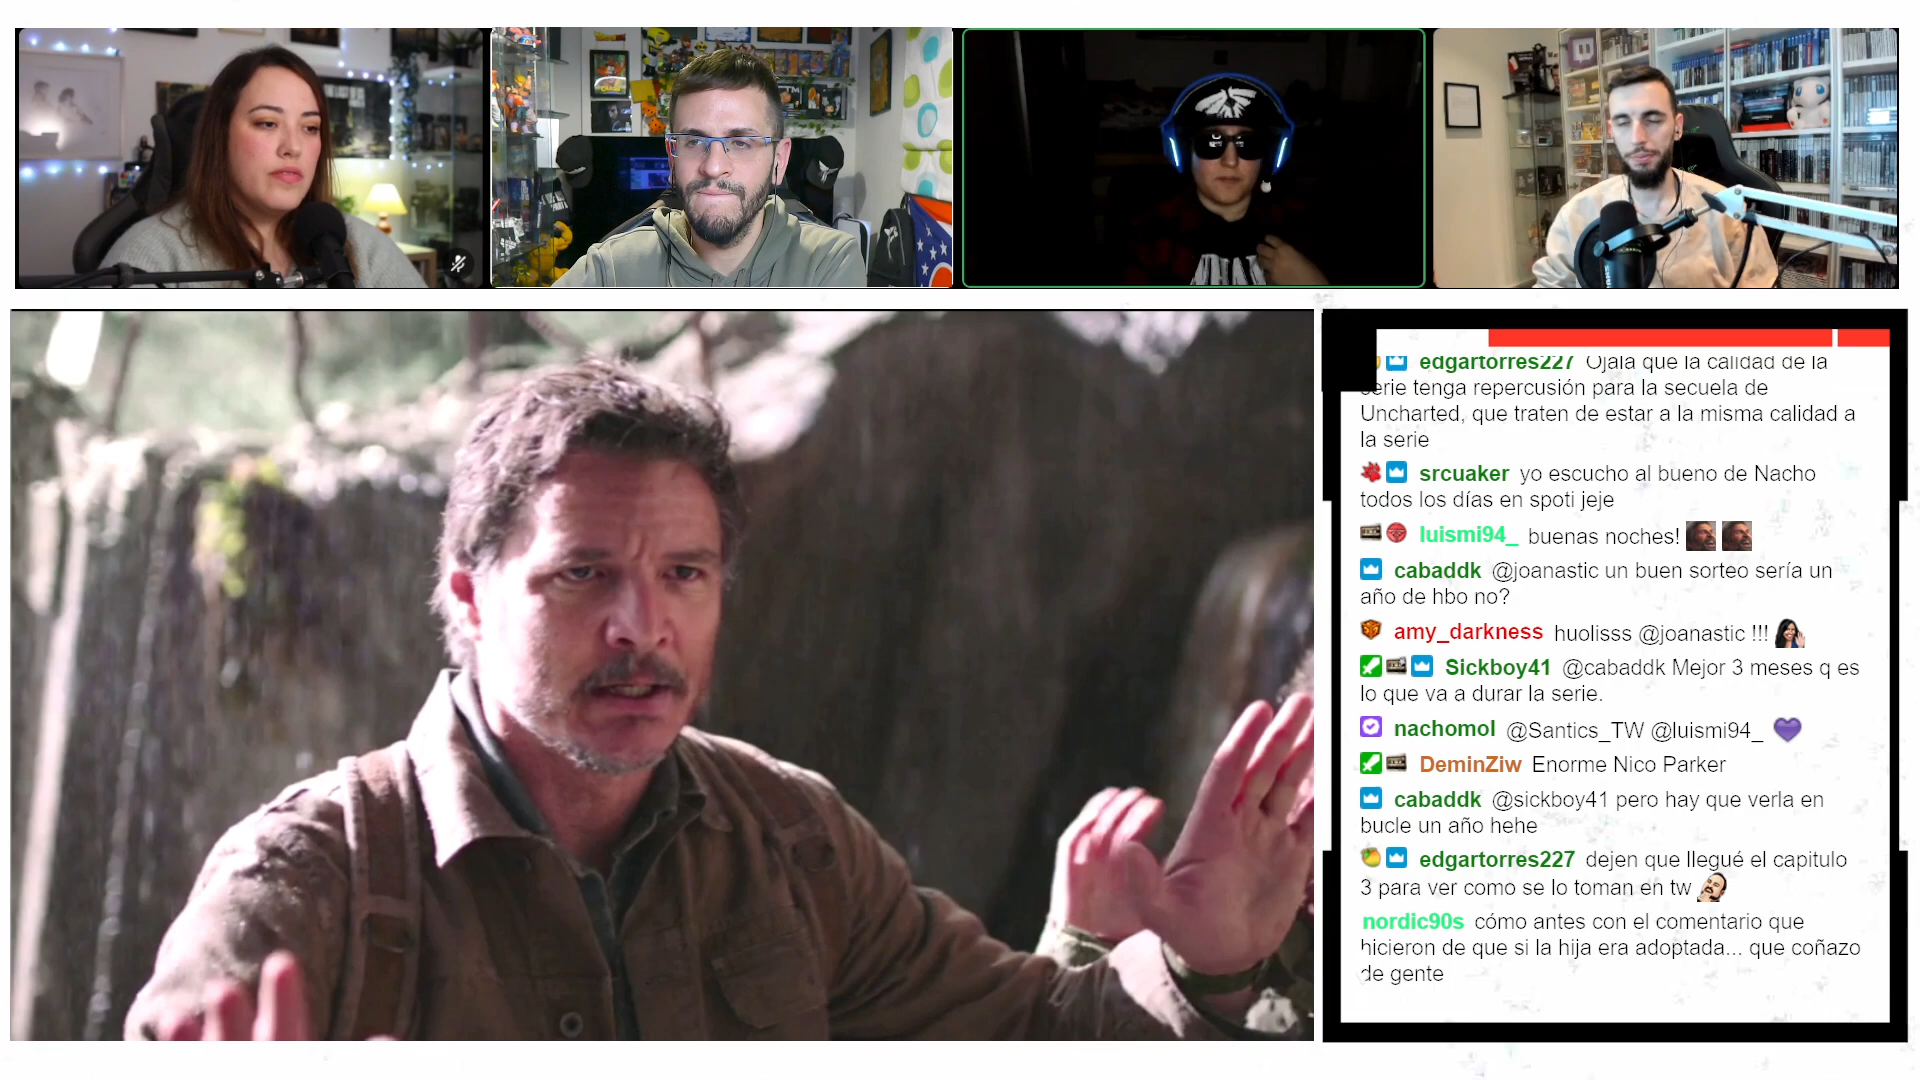 edgartorres227 Ojala que la calidad de la
serie tenga repercusión para la secuela de
Uncharted, que traten de estar a la misma calidad a
la serie
srcuaker yo escucho al bueno de Nacho
todos los días en spoti jeje
luismi94_ buenas noches!
cabaddk @joanastic un buen sorteo sería un
año de hbo no?
amy_darkness huolisss @joanastic !!!
Sickboy41 @cabaddk Mejor 3 meses q es
lo que va a durar la serie.
nachomol @Santics_TW @luismi94_
DeminZiw Enorme Nico Parker
cabaddk @sickboy41 pero hay que verla en
bucle un año hehe
edgartorres227 dejen que llegué el capitulo
3 para ver como se lo toman en tw
nordic90s cómo antes con el comentario que
hicieron de que si la hija era adoptada... que coñazo
de gente